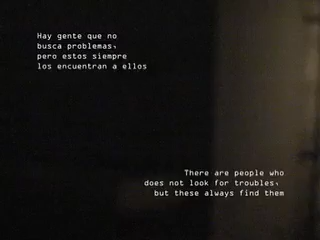 Hay gente que no
busca problemas,
pero estos siempre
los encuentran a ellos
There are people who
does not look for troubles,
but these always find them